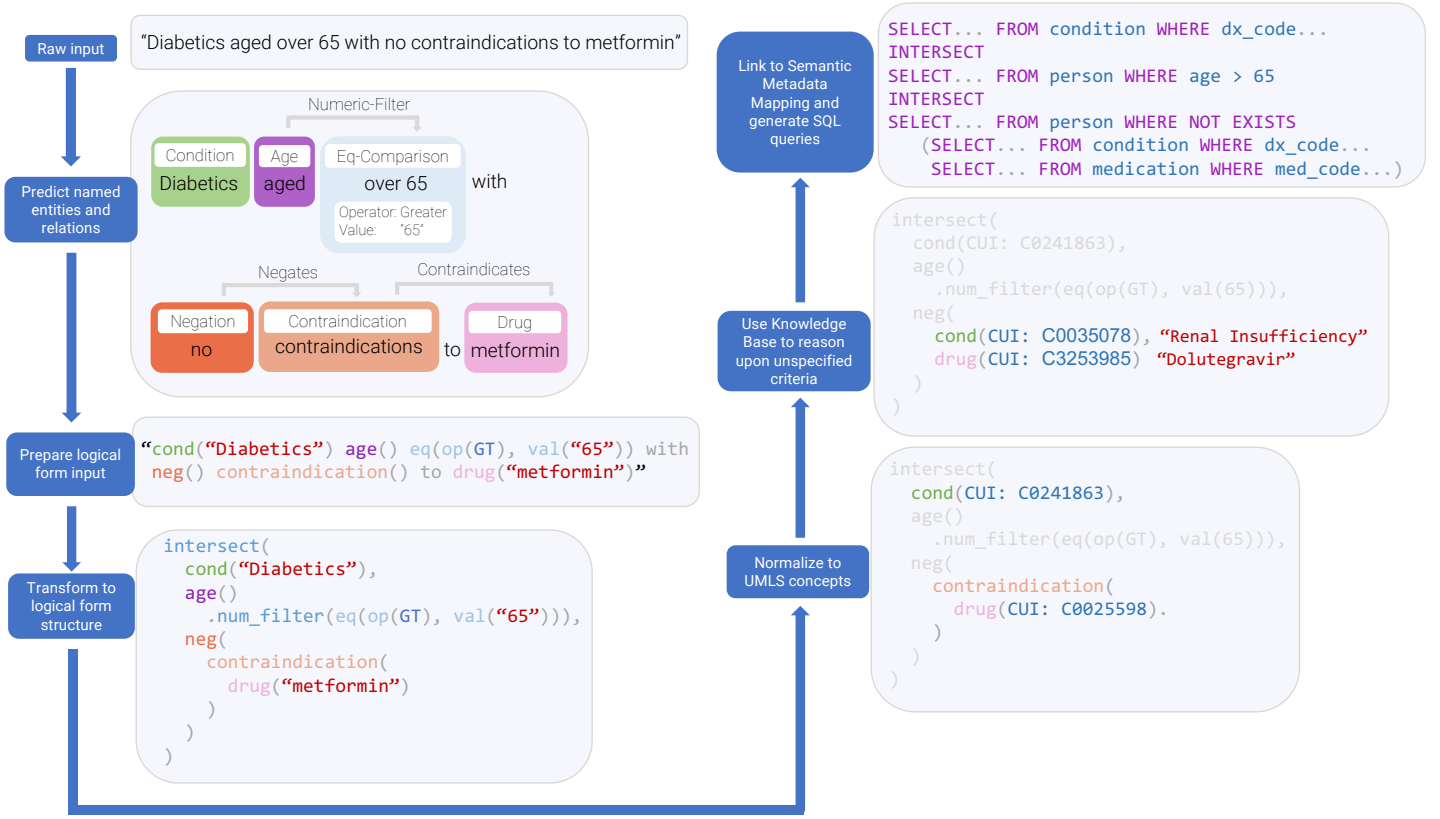 Raw input
“Diabetics aged over 65 with no contraindications to metformin”
Predict named
entities and
relations
Numeric-Filter
Condition
Diabetics
Age
aged
Eq-Comparison
over 65
Operator: Greater
Value: “65”
with
Negates
Contraindicates
Negation
no
Contraindication
contraindications
to
Drug
metformin
Prepare logical
form input
“cond(“Diabetics”) age() eq(op(GT), val(“65”)) with
neg() contraindication() to drug(“metformin”)”
Transform to
logical form
structure
intersect(
cond(“Diabetics”),
age()
.num_filter(eq(op(GT), val(“65”))),
neg(
contraindication(
drug(“metformin”)
)
)
)
Normalize to
UMLS concepts
intersect(
cond(CUI: C0241863),
age()
.num_filter(eq(op(GT), val(65))),
neg(
contraindication(
drug(CUI: C0025598).
)
)
)
Use Knowledge
Base to reason
upon unspecified
criteria
intersect(
cond(CUI: C0241863),
age()
.num_filter(eq(op(GT), val(65))),
neg(
cond(CUI: C0035078), “Renal Insufficiency”
drug(CUI: C3253985) “Dolutegravir”
)
)
Link to Semantic
Metadata
Mapping and
generate SQL
queries
SELECT... FROM condition WHERE dx_code...
INTERSECT
SELECT... FROM person WHERE age > 65
INTERSECT
SELECT... FROM person WHERE NOT EXISTS
(SELECT... FROM condition WHERE dx_code...
SELECT... FROM medication WHERE med_code...)